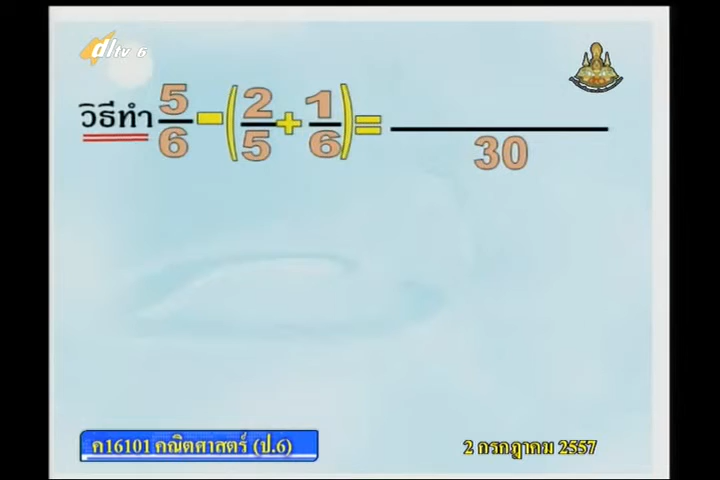 dltv 6
วิธีทำ 5/6 - (2/5 + 1/6) = ――/30
ค16101 คณิตศาสตร์ (ป.6)
2 กรกฎาคม 2557